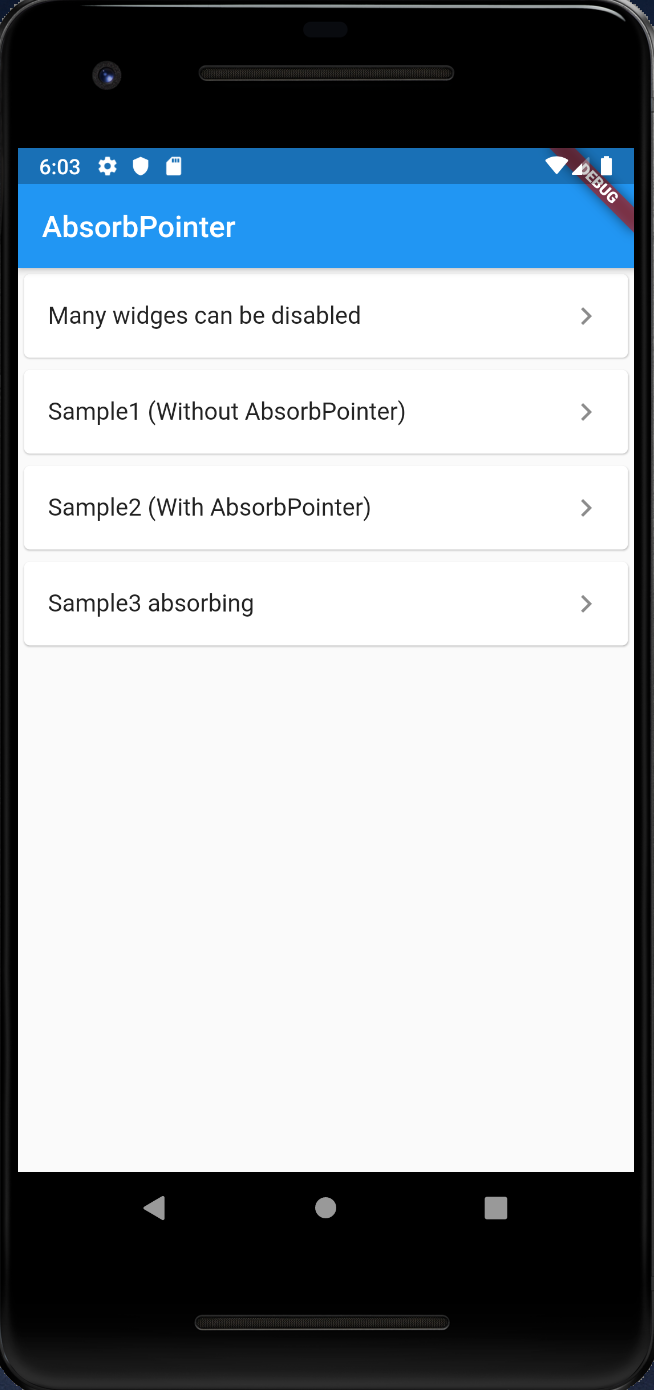 6:03
DEBUG
AbsorbPointer
Many widges can be disabled
Sample1 (Without AbsorbPointer)
Sample2 (With AbsorbPointer)
Sample3 absorbing